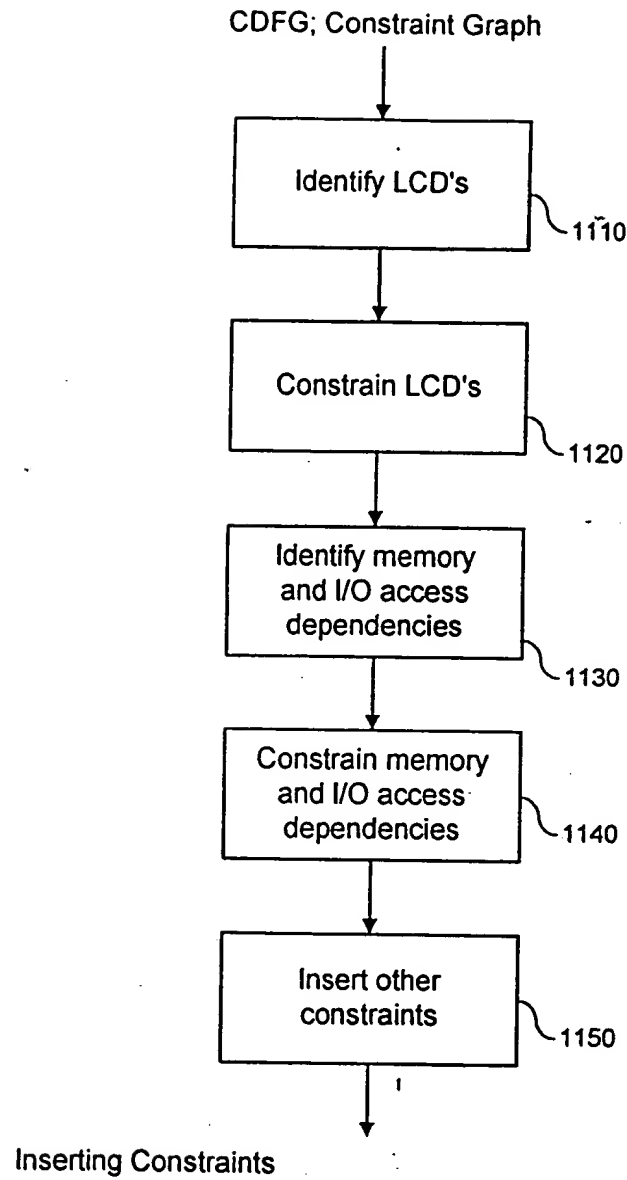 CDFG; Constraint Graph
Identify LCD's
1110
Constrain LCD's
1120
Identify memory
and I/O access
dependencies
1130
Constrain memory
and I/O access
dependencies
1140
Insert other
constraints
1150
Inserting Constraints